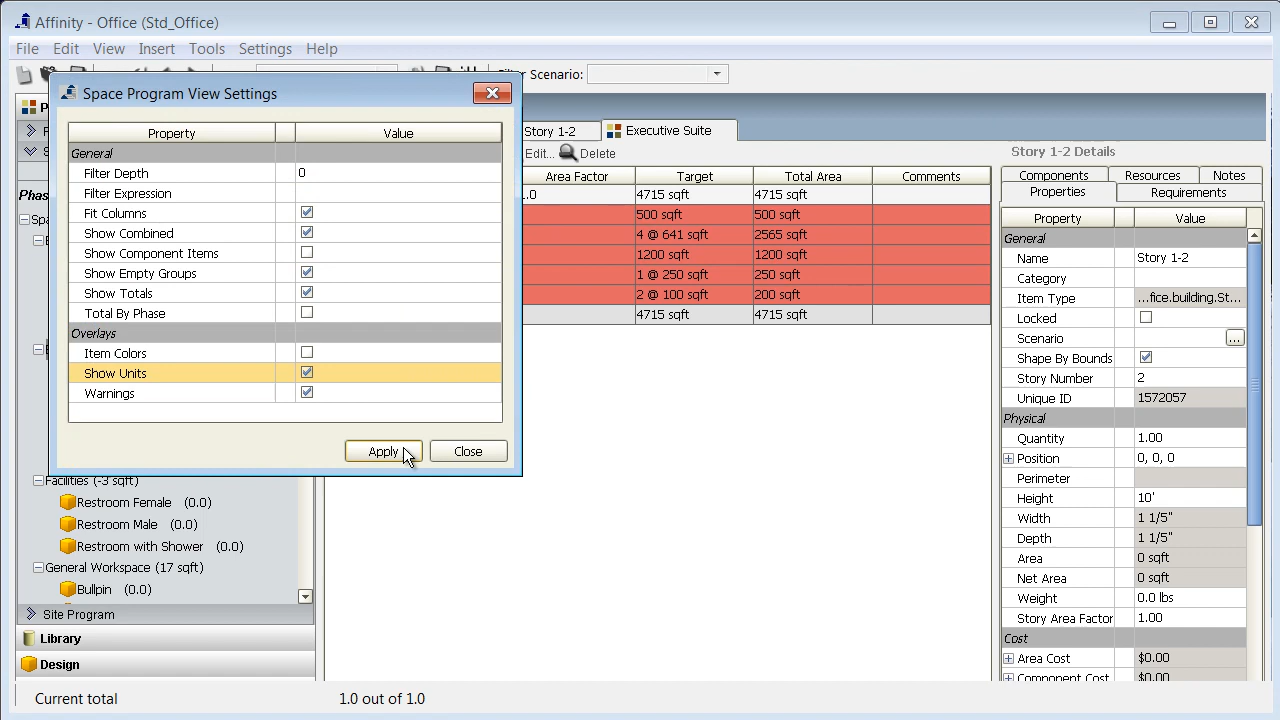 Affinity - Office (Std_Office)
File Edit View Insert Tools Settings Help
Scenario:
Space Program View Settings
Property Value
General
Filter Depth 0
Filter Expression
Fit Columns
Show Combined
Show Component Items
Show Empty Groups
Show Totals
Total By Phase
Overlays
Item Colors
Show Units
Warnings
Apply Close
Story 1-2 Executive Suite
Edit... Delete
Area Factor Target Total Area Comments
4715 sqft 4715 sqft
500 sqft 500 sqft
4 @ 641 sqft 2565 sqft
1200 sqft 1200 sqft
1 @ 250 sqft 250 sqft
2 @ 100 sqft 200 sqft
4715 sqft 4715 sqft
Phas
Spa
Facilities (-3 sqft)
Restroom Female (0.0)
Restroom Male (0.0)
Restroom with Shower (0.0)
General Workspace (17 sqft)
Bullpin (0.0)
Site Program
Library
Design
Story 1-2 Details
Components Resources Notes
Properties Requirements
Property Value
General
Name Story 1-2
Category
Item Type ...fice.building.St...
Locked
Scenario ...
Shape By Bounds
Story Number 2
Unique ID 1572057
Physical
Quantity 1.00
Position 0, 0, 0
Perimeter
Height 10'
Width 1 1/5"
Depth 1 1/5"
Area 0 sqft
Net Area 0 sqft
Weight 0.0 lbs
Story Area Factor 1.00
Cost
Area Cost $0.00
Component Cost $0.00
Current total 1.0 out of 1.0